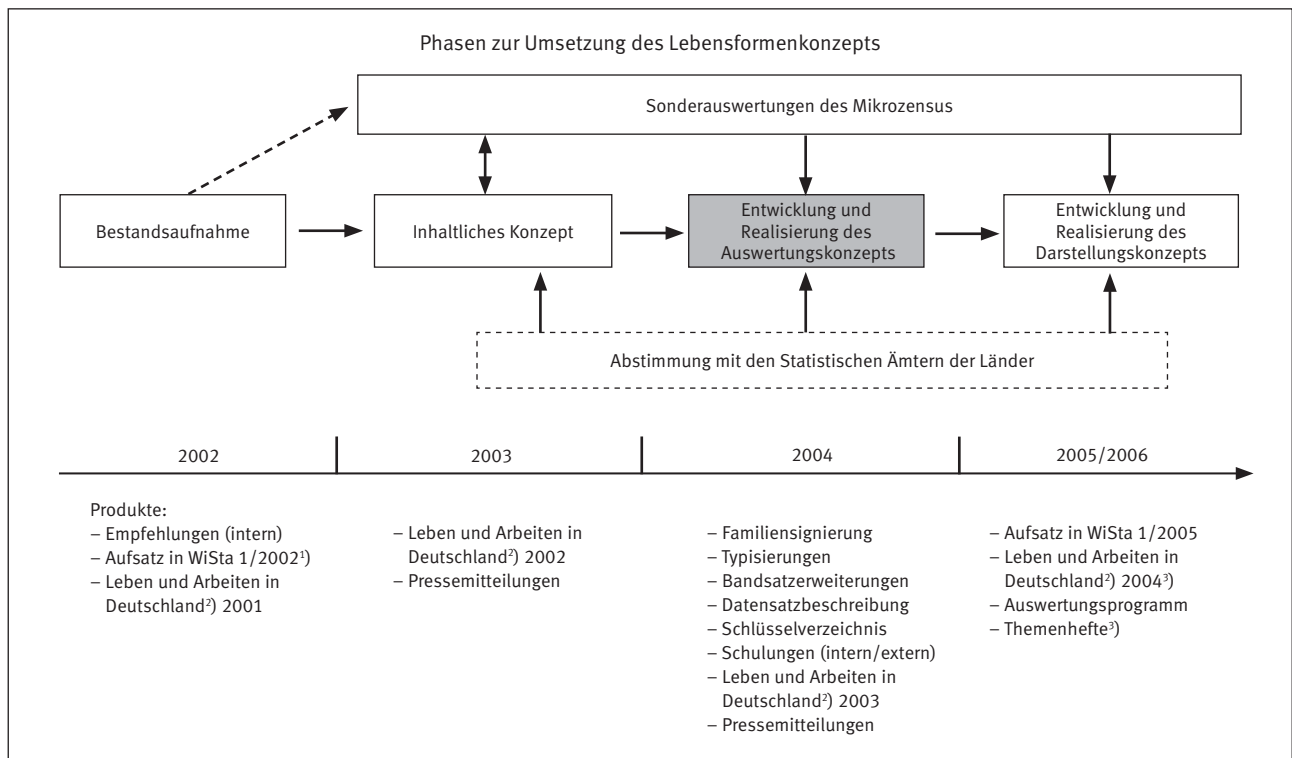 Phasen zur Umsetzung des Lebensformenkonzepts
Sonderauswertungen des Mikrozensus
Bestandsaufnahme
Inhaltliches Konzept
Entwicklung und
Realisierung des
Auswertungskonzepts
Entwicklung und
Realisierung des
Darstellungskonzepts
Abstimmung mit den Statistischen Ämtern der Länder
2002
2003
2004
2005/2006
Produkte:
– Empfehlungen (intern)
– Aufsatz in WiSta 1/2002¹)
– Leben und Arbeiten in
Deutschland²) 2001
– Leben und Arbeiten in
Deutschland²) 2002
– Pressemitteilungen
– Familiensignierung
– Typisierungen
– Bandsatzerweiterungen
– Datensatzbeschreibung
– Schlüsselverzeichnis
– Schulungen (intern/extern)
– Leben und Arbeiten in
Deutschland²) 2003
– Pressemitteilungen
– Aufsatz in WiSta 1/2005
– Leben und Arbeiten in
Deutschland²) 2004³)
– Auswertungsprogramm
– Themenhefte³)